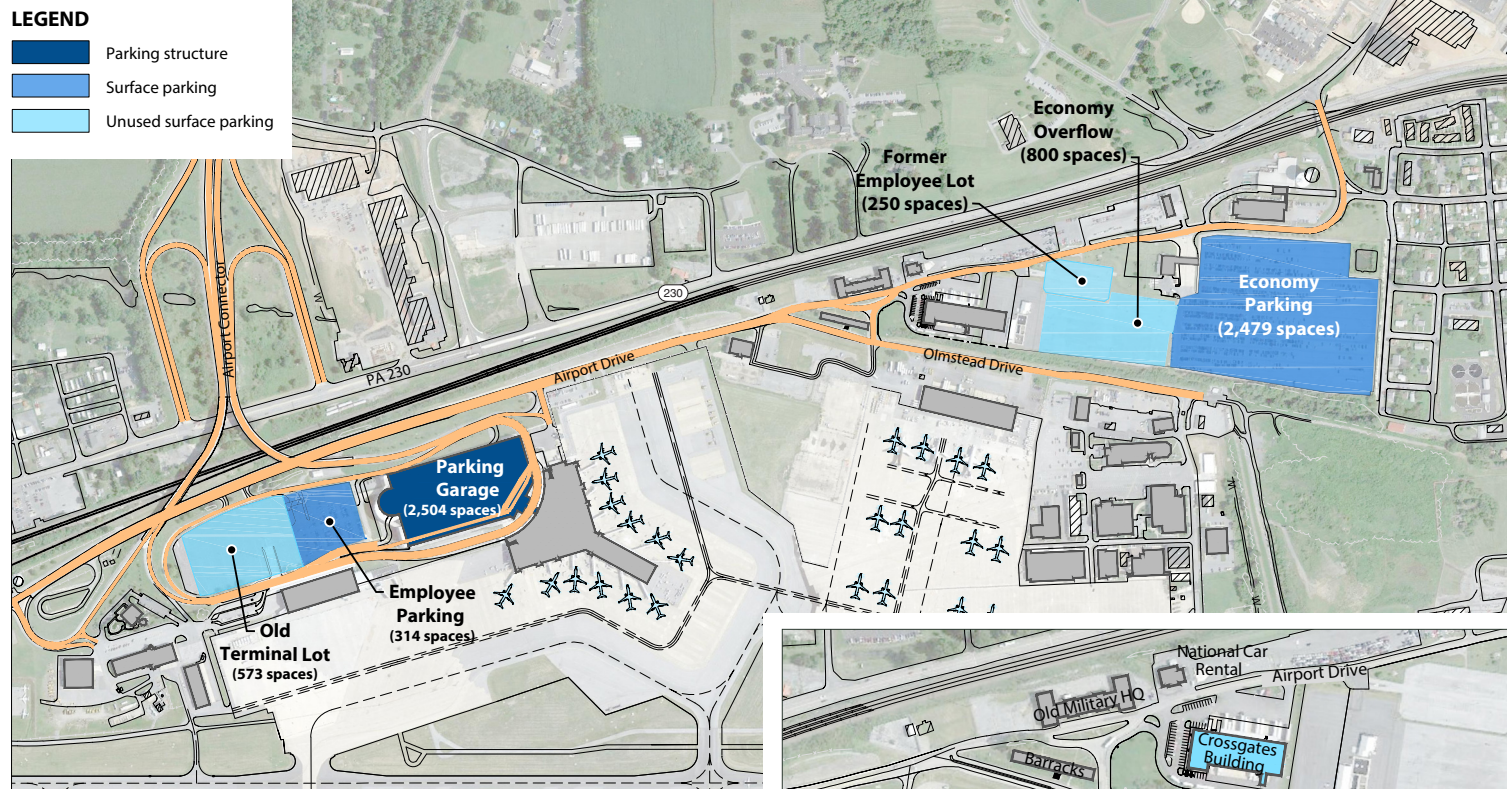 LEGEND
Parking structure
Surface parking
Unused surface parking
Economy
Overflow
(800 spaces)
Former
Employee Lot
(250 spaces)
Economy
Parking
(2,479 spaces)
230
Airport Connector
PA 230
Airport Drive
Olmstead Drive
Parking
Garage
(2,504 spaces)
Employee
Parking
(314 spaces)
Old
Terminal Lot
(573 spaces)
W
W
W
National Car
Rental
Airport Drive
Old Military HQ
Crossgates
Building
Barracks